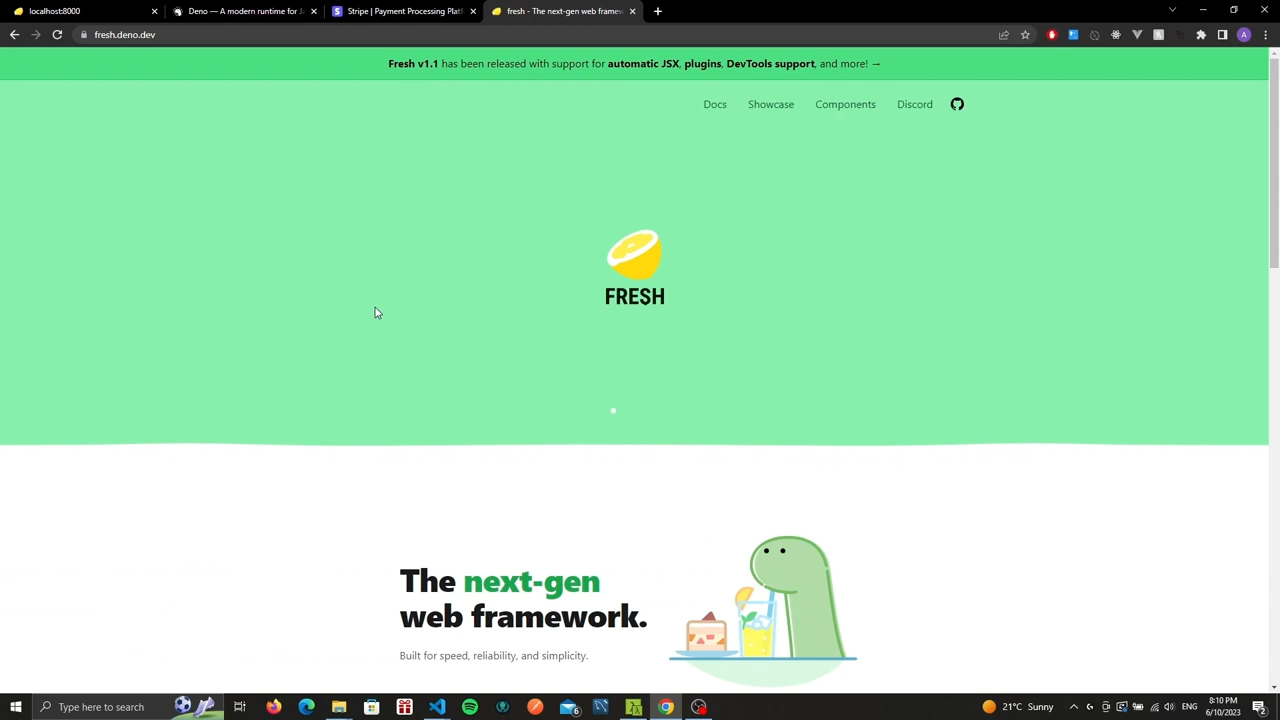 localhost:8000
Deno — A modern runtime for Ja
Stripe | Payment Processing Platf
fresh - The next-gen web framew
fresh.deno.dev
A
Fresh v1.1 has been released with support for automatic JSX, plugins, DevTools support, and more! →
Docs
Showcase
Components
Discord
FRESH
The next-gen
web framework.
Built for speed, reliability, and simplicity.
Type here to search
6
21°C Sunny
ENG
8:10 PM
6/10/2023
2